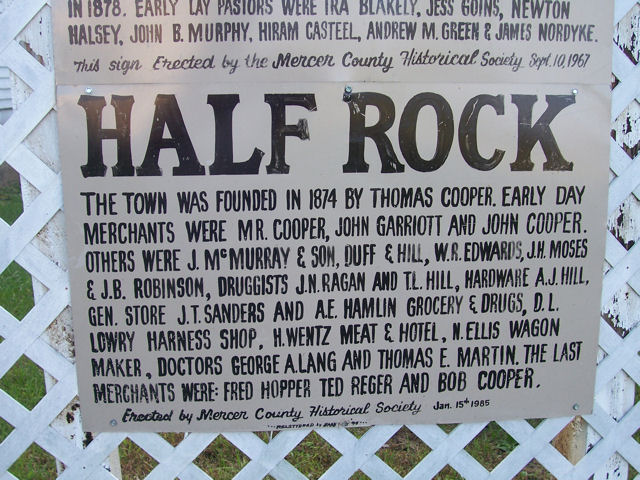 IN 1878. EARLY LAY PASTORS WERE IRA BLAKELY, JESS GOINS, NEWTON
HALSEY, JOHN B. MURPHY, HIRAM CASTEEL, ANDREW M. GREEN & JAMES NORDYKE.
This sign Erected by the Mercer County Historical Society Sept. 10, 1967
HALF ROCK
THE TOWN WAS FOUNDED IN 1874 BY THOMAS COOPER. EARLY DAY
MERCHANTS WERE MR. COOPER, JOHN GARRIOTT AND JOHN COOPER.
OTHERS WERE J. McMURRAY & SON, DUFF & HILL, W.R. EDWARDS, J.H. MOSES
& J.B. ROBINSON, DRUGGISTS J.N. RAGAN AND T.L. HILL, HARDWARE A.J. HILL,
GEN. STORE J.T. SANDERS AND A.E. HAMLIN GROCERY & DRUGS, D.L.
LOWRY HARNESS SHOP, H.WENTZ MEAT & HOTEL, N.ELLIS WAGON
MAKER, DOCTORS GEORGE A.LANG AND THOMAS E. MARTIN. THE LAST
MERCHANTS WERE: FRED HOPPER TED REGER AND BOB COOPER.
Erected by Mercer County Historical Society Jan. 15th 1985
RELETTERED by